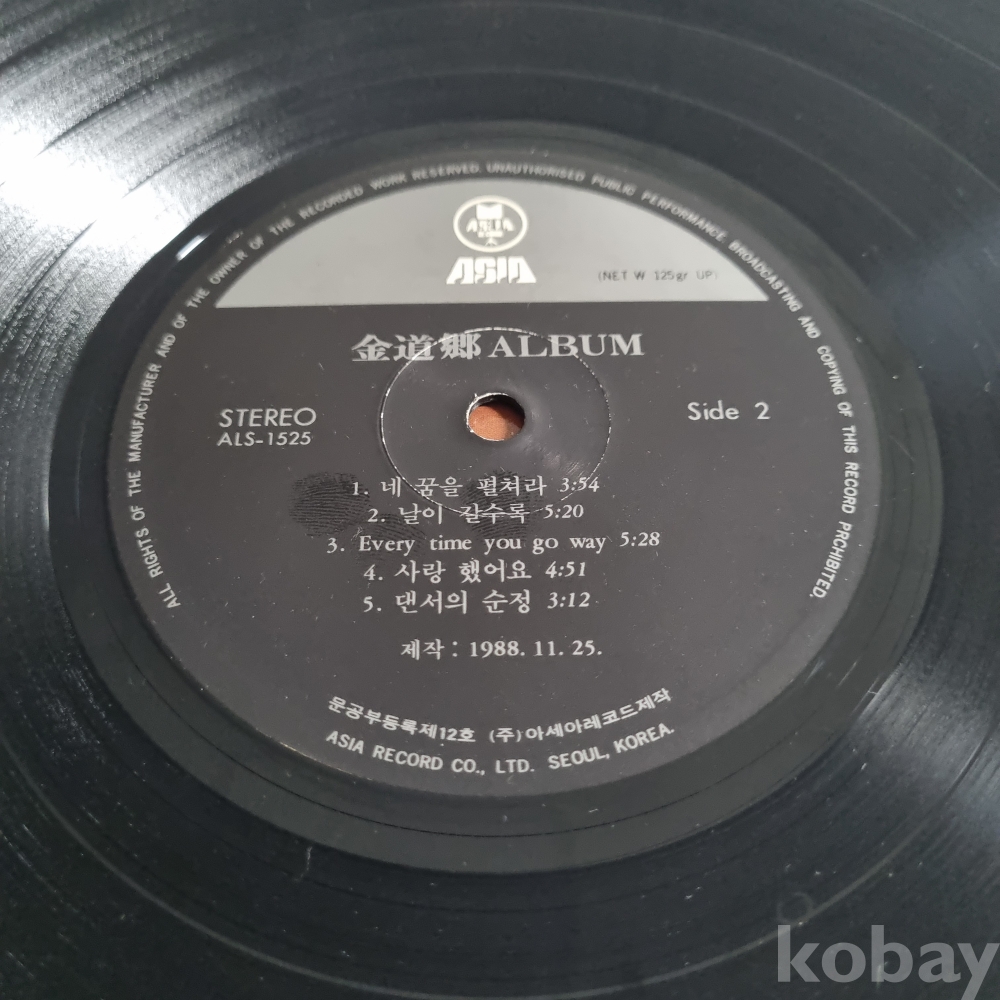 ALL RIGHTS OF THE MANUFACTURER AND OF THE OWNER OF THE RECORDED WORK RESERVED. UNAUTHORISED PUBLIC PERFORMANCE. BROADCASTING AND COPYING OF THIS RECORD PRCHIBITED.
ASIA
ASIA
(NET W 125gr UP)
金道郷 ALBUM
STEREO
ALS-1525
Side 2
1. 네 꿈을 펼쳐라 3:54
2. 날이 갈수록 5:20
3. Every time you go way 5:28
4. 사랑 했어요 4:51
5. 댄서의 순정 3:12
제작 : 1988. 11. 25.
문공부등록제12호 (주)아세아레코드제작
ASIA RECORD CO., LTD. SEOUL, KOREA.
kobay